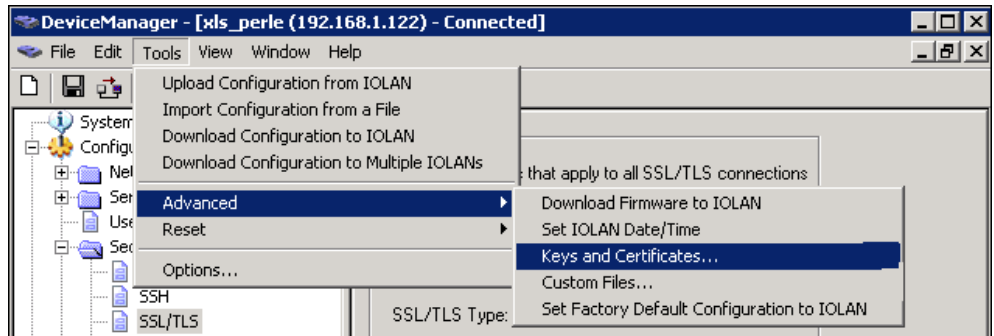 DeviceManager - [xls_perle (192.168.1.122) - Connected]
File Edit Tools View Window Help
Upload Configuration from IOLAN
Import Configuration from a File
Download Configuration to IOLAN
Download Configuration to Multiple IOLANs
Advanced
Reset
Options...
System
Configu
Net
Ser
Use
Sec
SSH
SSL/TLS
that apply to all SSL/TLS connections
Download Firmware to IOLAN
Set IOLAN Date/Time
Keys and Certificates...
Custom Files...
Set Factory Default Configuration to IOLAN
SSL/TLS Type: